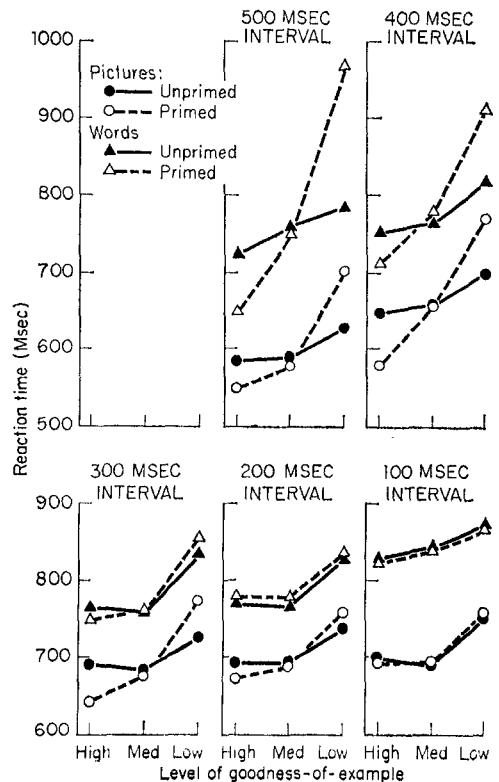 500 MSEC INTERVAL
400 MSEC INTERVAL
1000
900
800
700
600
500
Pictures:
Unprimed
Primed
Words
Unprimed
Primed
Reaction time (Msec)
300 MSEC INTERVAL
200 MSEC INTERVAL
100 MSEC INTERVAL
900
800
700
600
High Med Low
High Med Low
High Med Low
Level of goodness-of-example